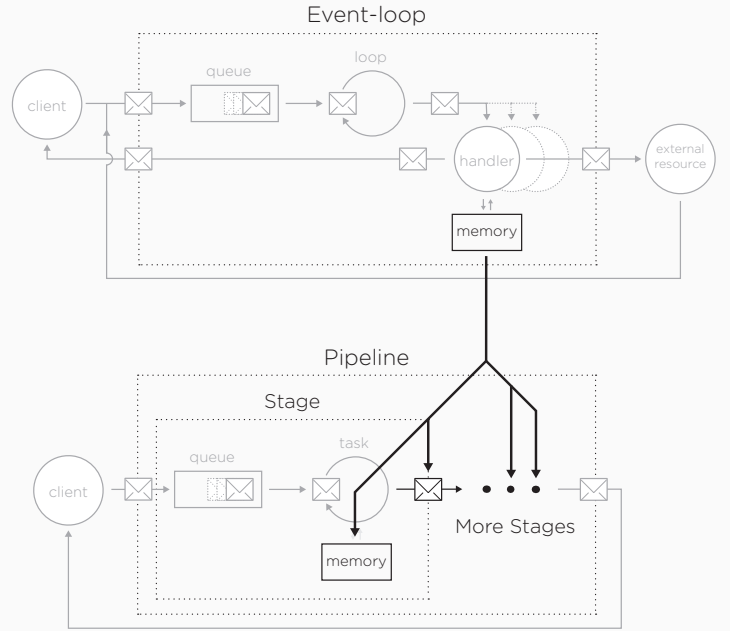 Event-loop
queue
loop
client
handler
external
resource
memory
Pipeline
Stage
queue
task
client
More Stages
memory